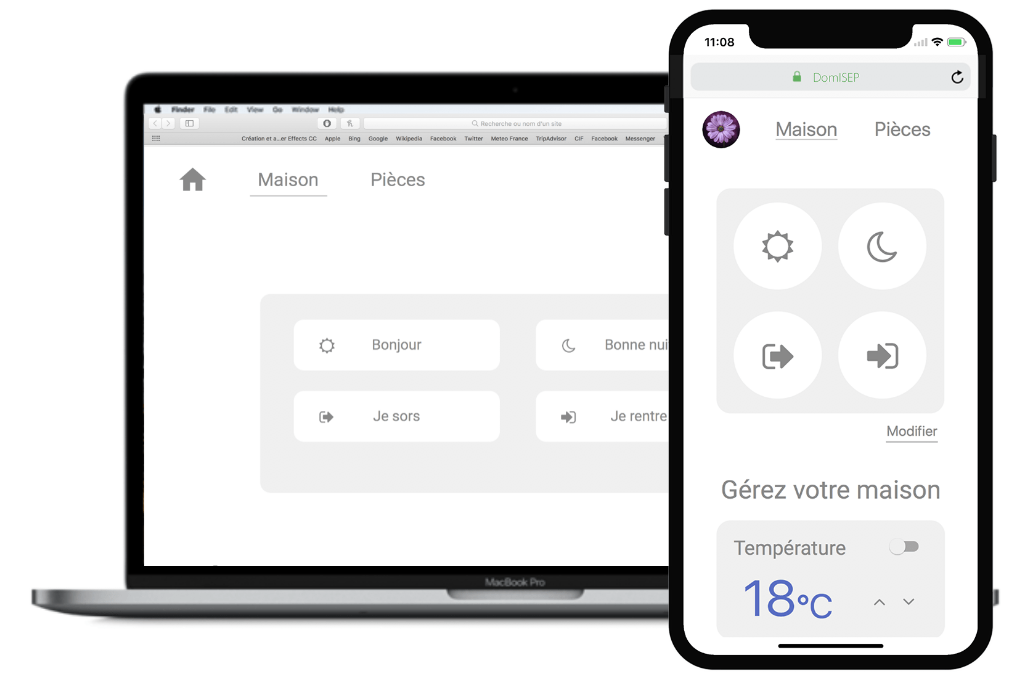 Finder File Edit View Go Window Help
Recherche ou nom d'un site
Création et s...er Effects CC Apple Bing Google Wikipedia Facebook Twitter Meteo France TripAdvisor CIF Facebook Messenger
Maison Pièces
Bonjour
Bonne nui
Je sors
Je rentre
MacBook Pro
11:08
DomISEP
Maison Pièces
Modifier
Gérez votre maison
Température
18°C